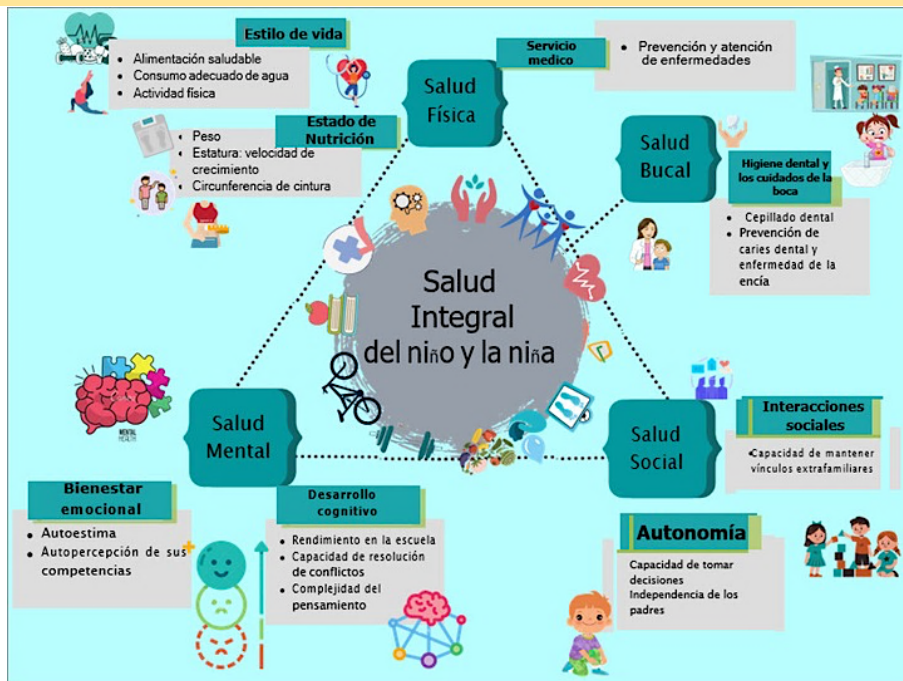 Estilo de vida
• Alimentación saludable
• Consumo adecuado de agua
• Actividad física
Estado de
Nutrición
• Peso
• Estatura: velocidad de
crecimiento
• Circunferencia de cintura
Salud
Física
Servicio
medico
• Prevención y atención
de enfermedades
Salud
Bucal
Higiene dental y
los cuidados de la
boca
• Cepillado dental
• Prevención de
caries dental y
enfermedad de la
encía
Salud
Integral
del niño y la niña
Salud
Mental
MENTAL
HEALTH
Bienestar
emocional
• Autoestima
• Autopercepción de sus
competencias
Desarrollo
cognitivo
• Rendimiento en la escuela
• Capacidad de resolución
de conflictos
• Complejidad del
pensamiento
Salud
Social
Interacciones
sociales
•Capacidad de mantener
vínculos extrafamiliares
Autonomía
Capacidad de tomar
decisiones
Independencia de los
padres